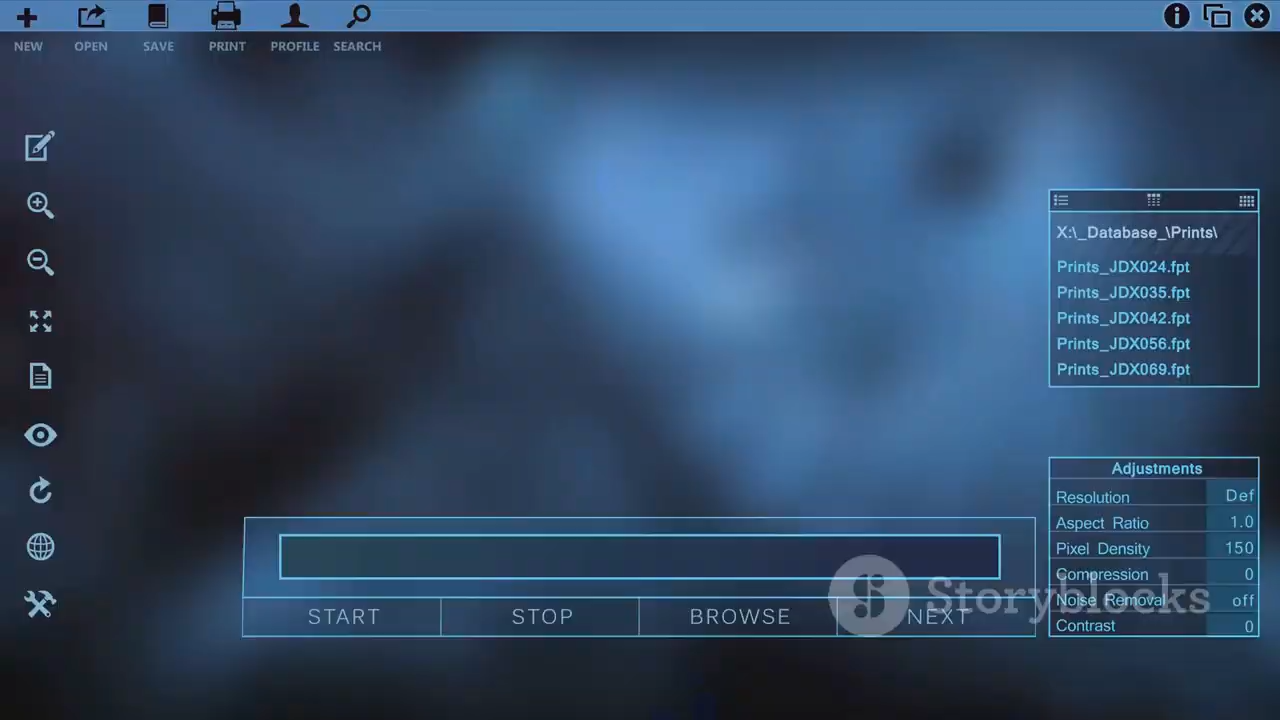 NEW OPEN SAVE PRINT PROFILE SEARCH
X:\_Database_\Prints\
Prints_JDX024.fpt
Prints_JDX035.fpt
Prints_JDX042.fpt
Prints_JDX056.fpt
Prints_JDX069.fpt
Adjustments
Resolution Def
Aspect Ratio 1.0
Pixel Density 150
Compression 0
Noise Removal off
Contrast 0
START STOP BROWSE NEXT
Storyblocks